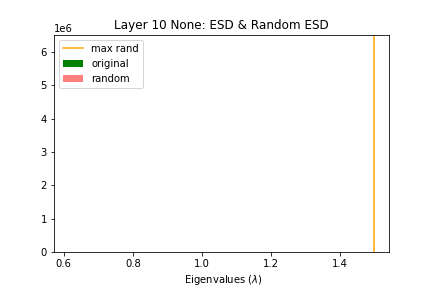 Layer 10 None: ESD & Random ESD
1e6
max rand
original
random
6
5
4
3
2
1
0
0.6 0.8 1.0 1.2 1.4
Eigenvalues (λ)